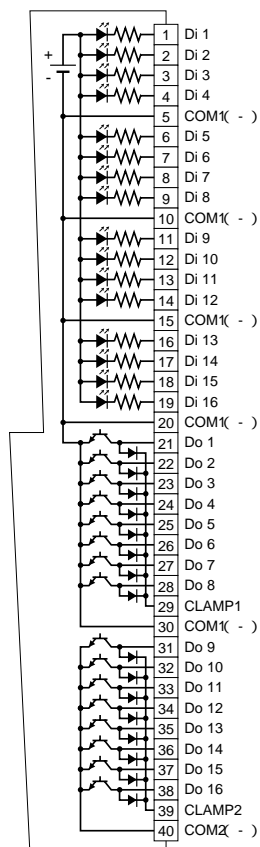 +
-
1 Di 1
2 Di 2
3 Di 3
4 Di 4
5 COM1( - )
6 Di 5
7 Di 6
8 Di 7
9 Di 8
10 COM1( - )
11 Di 9
12 Di 10
13 Di 11
14 Di 12
15 COM1( - )
16 Di 13
17 Di 14
18 Di 15
19 Di 16
20 COM1( - )
21 Do 1
22 Do 2
23 Do 3
24 Do 4
25 Do 5
26 Do 6
27 Do 7
28 Do 8
29 CLAMP1
30 COM1( - )
31 Do 9
32 Do 10
33 Do 11
34 Do 12
35 Do 13
36 Do 14
37 Do 15
38 Do 16
39 CLAMP2
40 COM2( - )